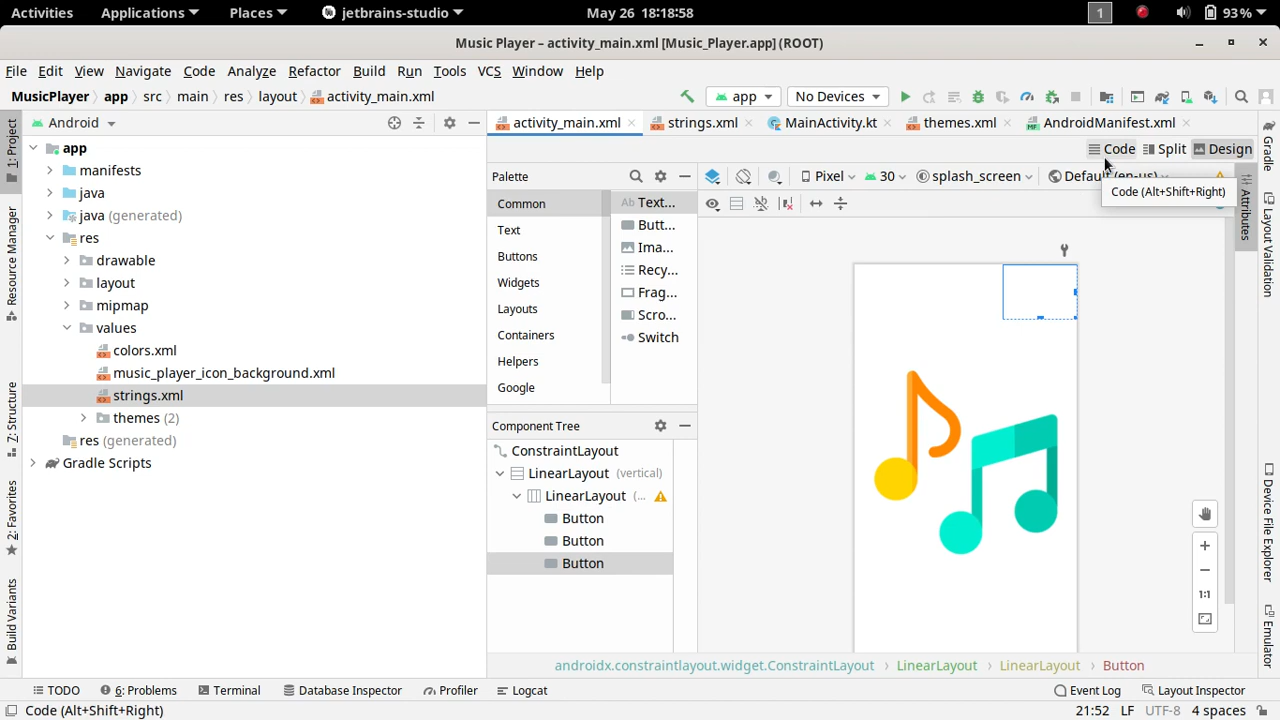 Activities Applications Places jetbrains-studio May 26 18:18:58 1 93%
Music Player – activity_main.xml [Music_Player.app] (ROOT)
File Edit View Navigate Code Analyze Refactor Build Run Tools VCS Window Help
MusicPlayer app src main res layout activity_main.xml app No Devices
1: Project
Resource Manager
Z: Structure
2: Favorites
Build Variants
Android
app
manifests
java
java (generated)
res
drawable
layout
mipmap
values
colors.xml
music_player_icon_background.xml
strings.xml
themes (2)
res (generated)
Gradle Scripts
activity_main.xml strings.xml MainActivity.kt themes.xml AndroidManifest.xml
Code Split Design
Palette
Common
Text
Buttons
Widgets
Layouts
Containers
Helpers
Google
Ab Text...
Butt...
Ima...
Recy...
Frag...
Scro...
Switch
Pixel 30 splash_screen Default (en-us)
Code (Alt+Shift+Right)
Component Tree
ConstraintLayout
LinearLayout (vertical)
LinearLayout (...
Button
Button
Button
1:1
Attributes
Gradle
Layout Validation
Device File Explorer
Emulator
androidx.constraintlayout.widget.ConstraintLayout LinearLayout LinearLayout Button
TODO 6: Problems Terminal Database Inspector Profiler Logcat Event Log Layout Inspector
Code (Alt+Shift+Right) 21:52 LF UTF-8 4 spaces